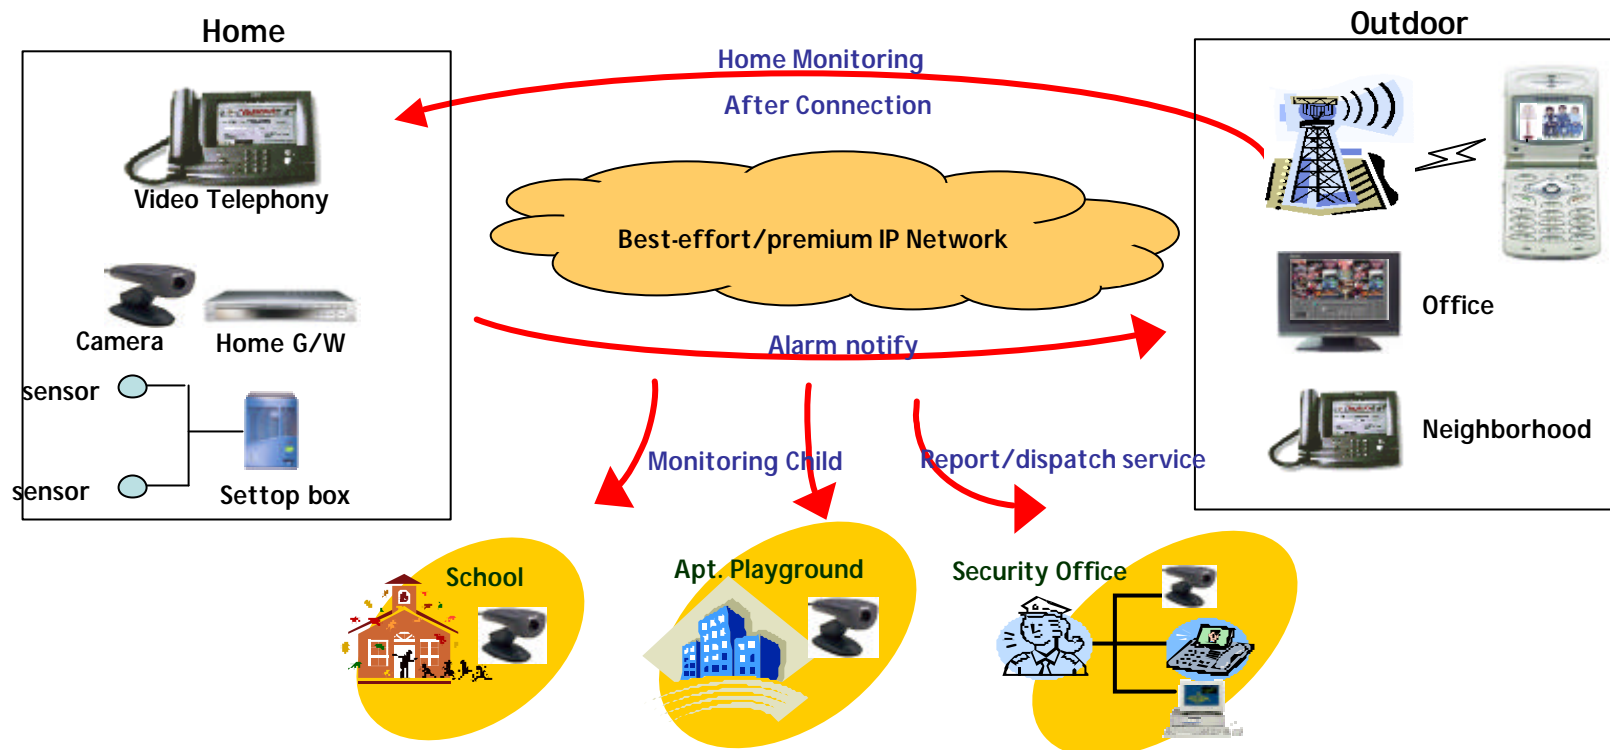 Home
Outdoor
Home Monitoring
After Connection
Video Telephony
Best-effort/premium IP Network
Camera
Home G/W
Office
Alarm notify
sensor
Neighborhood
Monitoring Child
Report/dispatch service
sensor
Settop box
School
Apt. Playground
Security Office